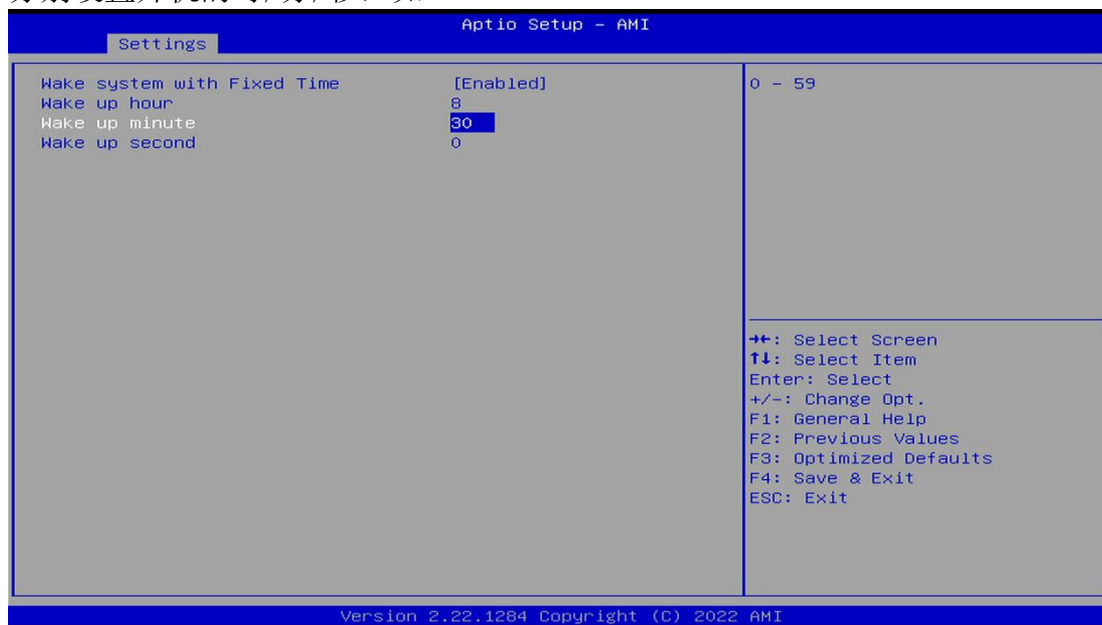 Aptio Setup – AMI
Settings
Wake system with Fixed Time [Enabled]
Wake up hour 8
Wake up minute 30
Wake up second 0
0 – 59
→←: Select Screen
↑↓: Select Item
Enter: Select
+/-: Change Opt.
F1: General Help
F2: Previous Values
F3: Optimized Defaults
F4: Save & Exit
ESC: Exit
Version 2.22.1284 Copyright (C) 2022 AMI